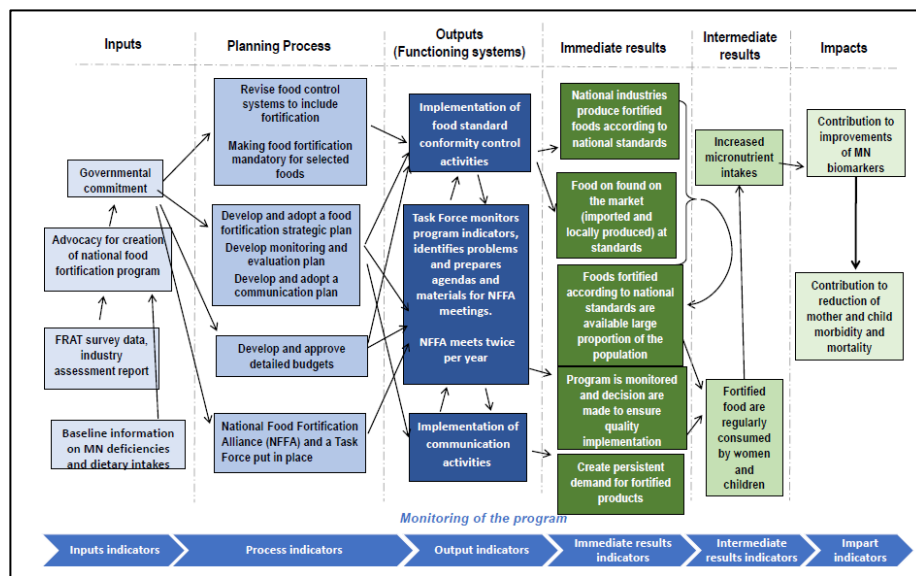 Inputs
Planning Process
Outputs
(Functioning systems)
Immediate results
Intermediate
results
Impacts
Governmental
commitment
Advocacy for creation
of national food
fortification program
FRAT survey data,
industry
assessment report
Baseline information
on MN deficiencies
and dietary intakes
Revise food control
systems to include
fortification
Making food fortification
mandatory for selected
foods
Develop and adopt a food
fortification strategic plan
Develop monitoring and
evaluation plan
Develop and adopt a
communication plan
Develop and approve
detailed budgets
National Food Fortification
Alliance (NFFA) and a Task
Force put in place
Implementation of
food standard
conformity control
activities
Task Force monitors
program indicators,
identifies problems
and prepares
agendas and
materials for NFFA
meetings.
NFFA meets twice
per year
Implementation of
communication
activities
National industries
produce fortified
foods according to
national standards
Food on found on
the market
(imported and
locally produced) at
standards
Foods fortified
according to national
standards are
available large
proportion of the
population
Program is monitored
and decision are
made to ensure
quality
implementation
Create persistent
demand for fortified
products
Increased
micronutrient
intakes
Fortified
food are
regularly
consumed by
women and
children
Contribution to
improvements of
MN
biomarkers
Contribution to
reduction of
mother and child
morbidity and
mortality
Monitoring of the program
Inputs indicators
Process indicators
Output indicators
Immediate results
indicators
Intermediate
results indicators
Impart
indicators